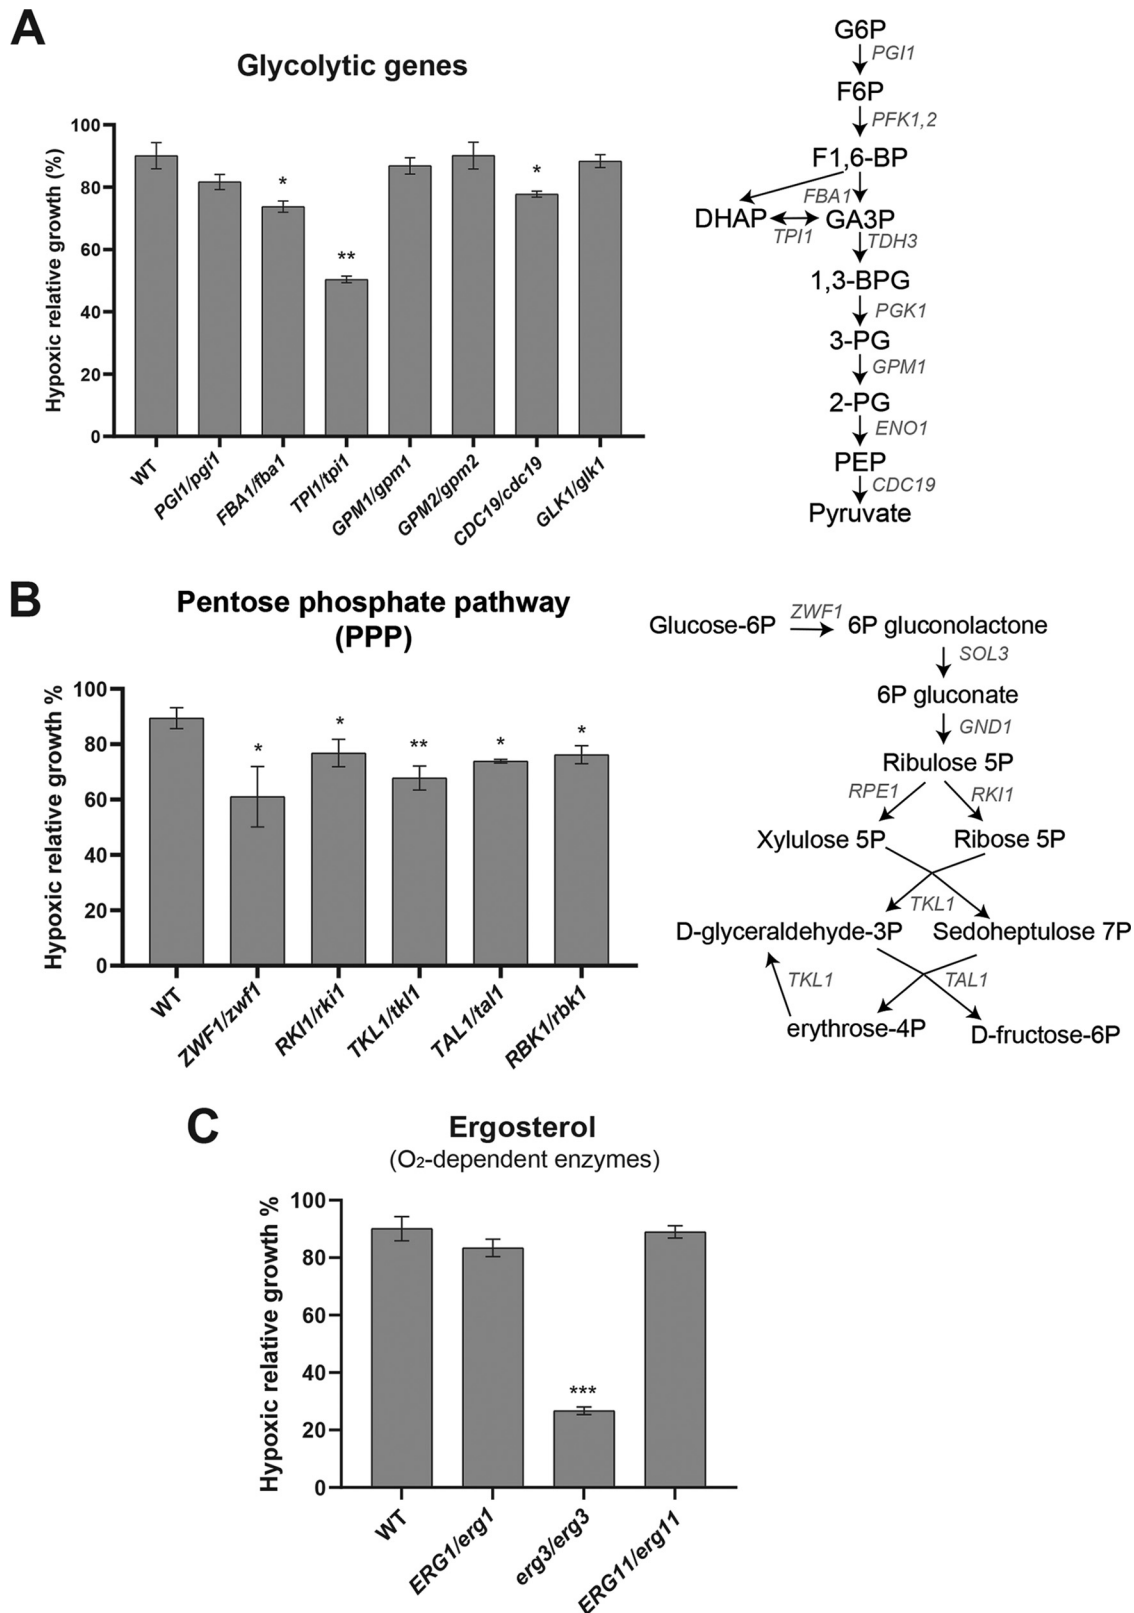 A
Glycolytic genes
Hypoxic relative growth (%)
100
80
60
40
20
0
*
**
*
WT
PGI1/pgi1
FBA1/fba1
TPI1/tpi1
GPM1/gpm1
GPM2/gpm2
CDC19/cdc19
GLK1/glk1
G6P
PGI1
F6P
PFK1,2
F1,6-BP
FBA1
DHAP
GA3P
TPI1
TDH3
1,3-BPG
PGK1
3-PG
GPM1
2-PG
ENO1
PEP
CDC19
Pyruvate
B
Pentose phosphate pathway
(PPP)
Hypoxic relative growth %
100
80
60
40
20
0
*
*
**
*
*
WT
ZWF1/zwf1
RKI1/rki1
TKL1/tkl1
TAL1/tal1
RBK1/rbk1
Glucose-6P
ZWF1
6P gluconolactone
SOL3
6P gluconate
GND1
Ribulose 5P
RPE1
RKI1
Xylulose 5P
Ribose 5P
TKL1
D-glyceraldehyde-3P
Sedoheptulose 7P
TKL1
TAL1
erythrose-4P
D-fructose-6P
C
Ergosterol
(O₂-dependent enzymes)
Hypoxic relative growth %
100
80
60
40
20
0
***
WT
ERG1/erg1
erg3/erg3
ERG11/erg11